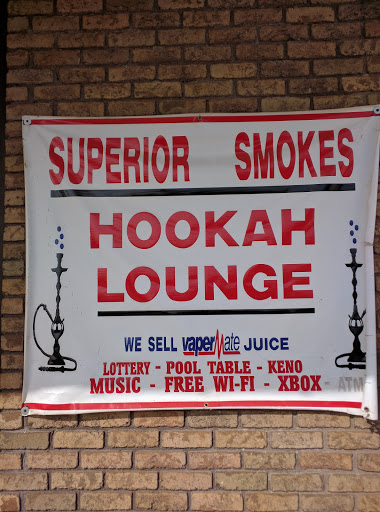 SUPERIOR SMOKES
HOOKAH
LOUNGE
WE SELL vaperMate JUICE
LOTTERY - POOL TABLE - KENO
MUSIC - FREE WI-FI - XBOX - ATM